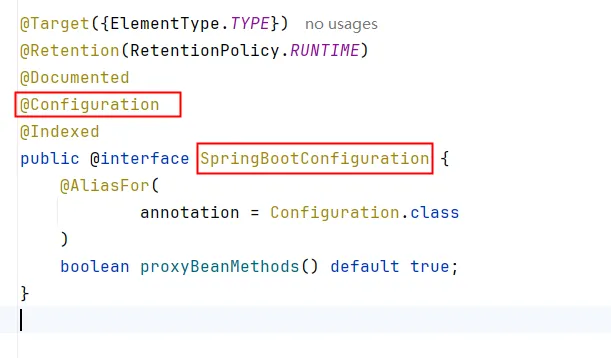 @Target({ElementType.TYPE}) no usages
@Retention(RetentionPolicy.RUNTIME)
@Documented
@Configuration
@Indexed
public @interface SpringBootConfiguration {
    @AliasFor(
            annotation = Configuration.class
    )
    boolean proxyBeanMethods() default true;
}